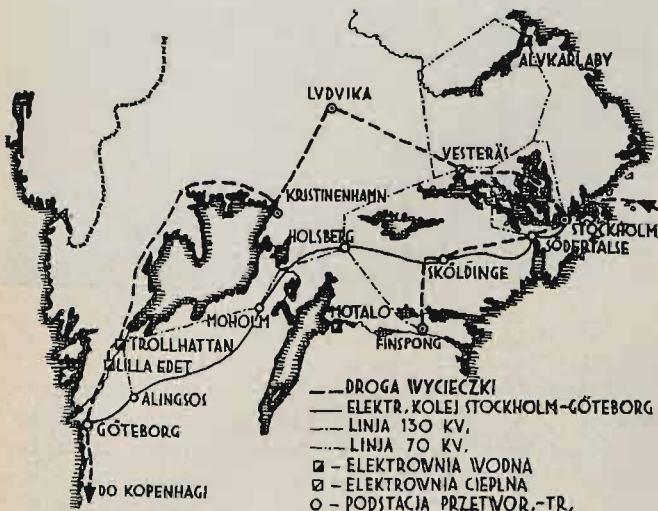 ALVKARLABY
LVDVIKA
VESTERÄS
KRISTINENHAMN
STOCKHOLM
HOLSBERG
SÖDERTALSE
SKÖLDINGE
MOHOLM
MOTALO
TROLLHATTAN
FINSPONG
LILLA EDET
ALINGSOS
GÖTEBORG
DO KOPENHAGI
DROGA WYCIECZKI
ELEKTR. KOLEJ STOCKHOLM-GÖTEBORG
LINJA 130 KV.
LINJA 70 KV.
- ELEKTROWNIA WODNA
- ELEKTROWNIA CIEPLNA
- PODSTACJA PRZETWOR.-TR.